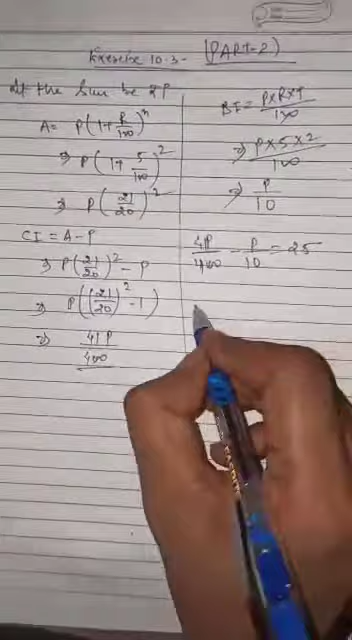 Exercise 10.3- (PART-2)
Let the Sum be ₹P
A= P(1+R/100)^n
⇒ P(1+5/100)^2
⇒ P(21/20)^2
CI = A-P
⇒ P(21/20)^2 - P
⇒ P((21/20)^2 -1)
⇒ 41P/400
SI = P×R×T/100
⇒ P×5×2/100
⇒ P/10
4P/400 - P/10 = 25